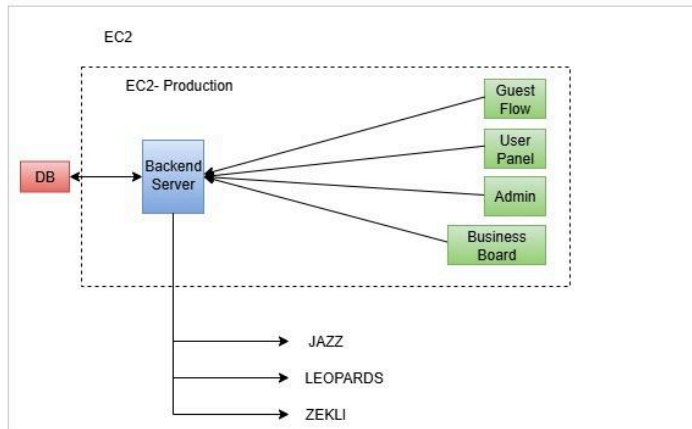 EC2
EC2- Production
Guest
Flow
User
Panel
Backend
Server
DB
Admin
Business
Board
JAZZ
LEOPARDS
ZEKLI